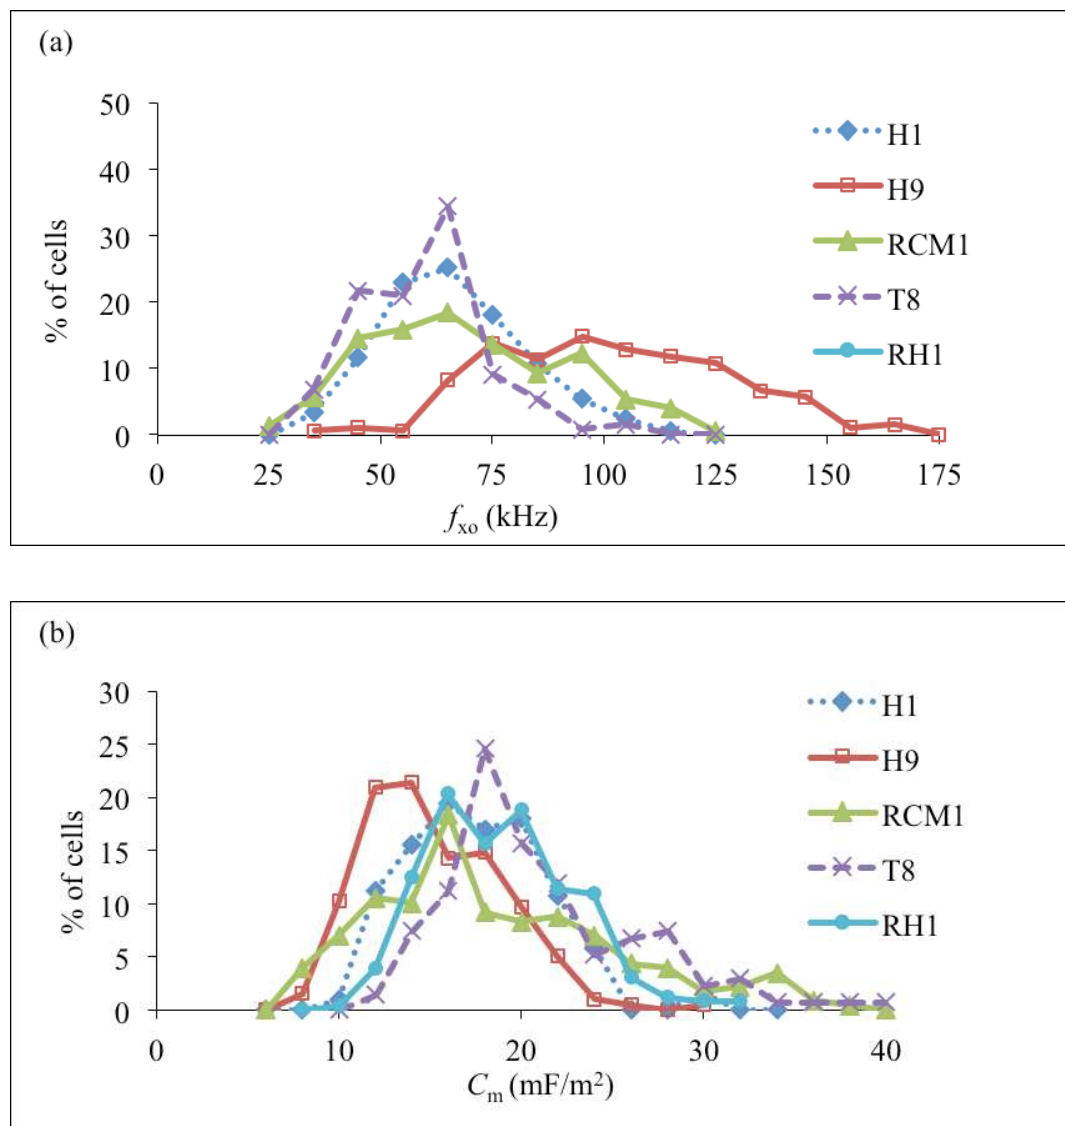 (a)
50
40
30
20
10
0
% of cells
0 25 50 75 100 125 150 175
fxo (kHz)
H1
H9
RCM1
T8
RH1
(b)
30
25
20
15
10
5
0
% of cells
0 10 20 30 40
Cm (mF/m²)
H1
H9
RCM1
T8
RH1